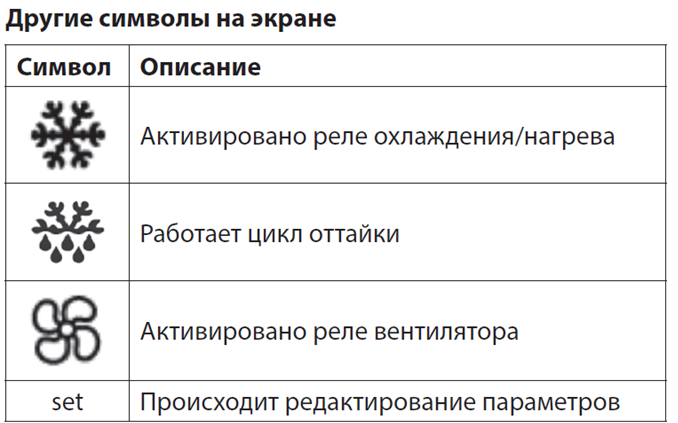 Другие символы на экране
Символ Описание
Активировано реле охлаждения/нагрева
Работает цикл оттайки
Активировано реле вентилятора
set Происходит редактирование параметров